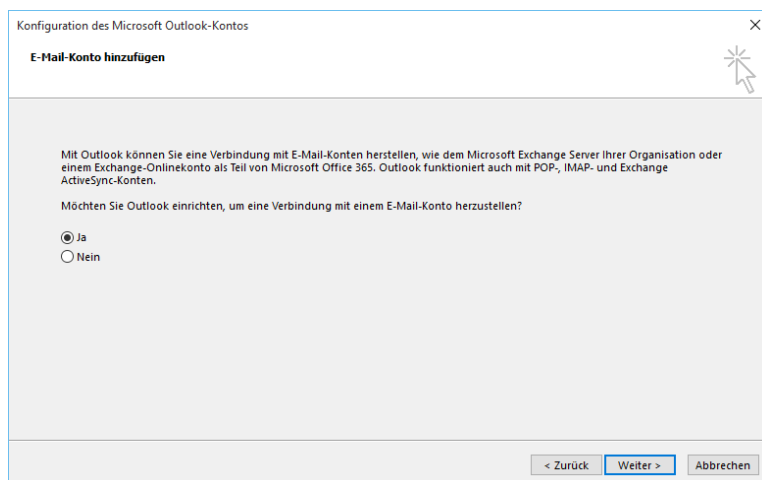 Konfiguration des Microsoft Outlook-Kontos
E-Mail-Konto hinzufügen
Mit Outlook können Sie eine Verbindung mit E-Mail-Konten herstellen, wie dem Microsoft Exchange Server Ihrer Organisation oder
einem Exchange-Onlinekonto als Teil von Microsoft Office 365. Outlook funktioniert auch mit POP-, IMAP- und Exchange
ActiveSync-Konten.
Möchten Sie Outlook einrichten, um eine Verbindung mit einem E-Mail-Konto herzustellen?
Ja
Nein
< Zurück Weiter > Abbrechen